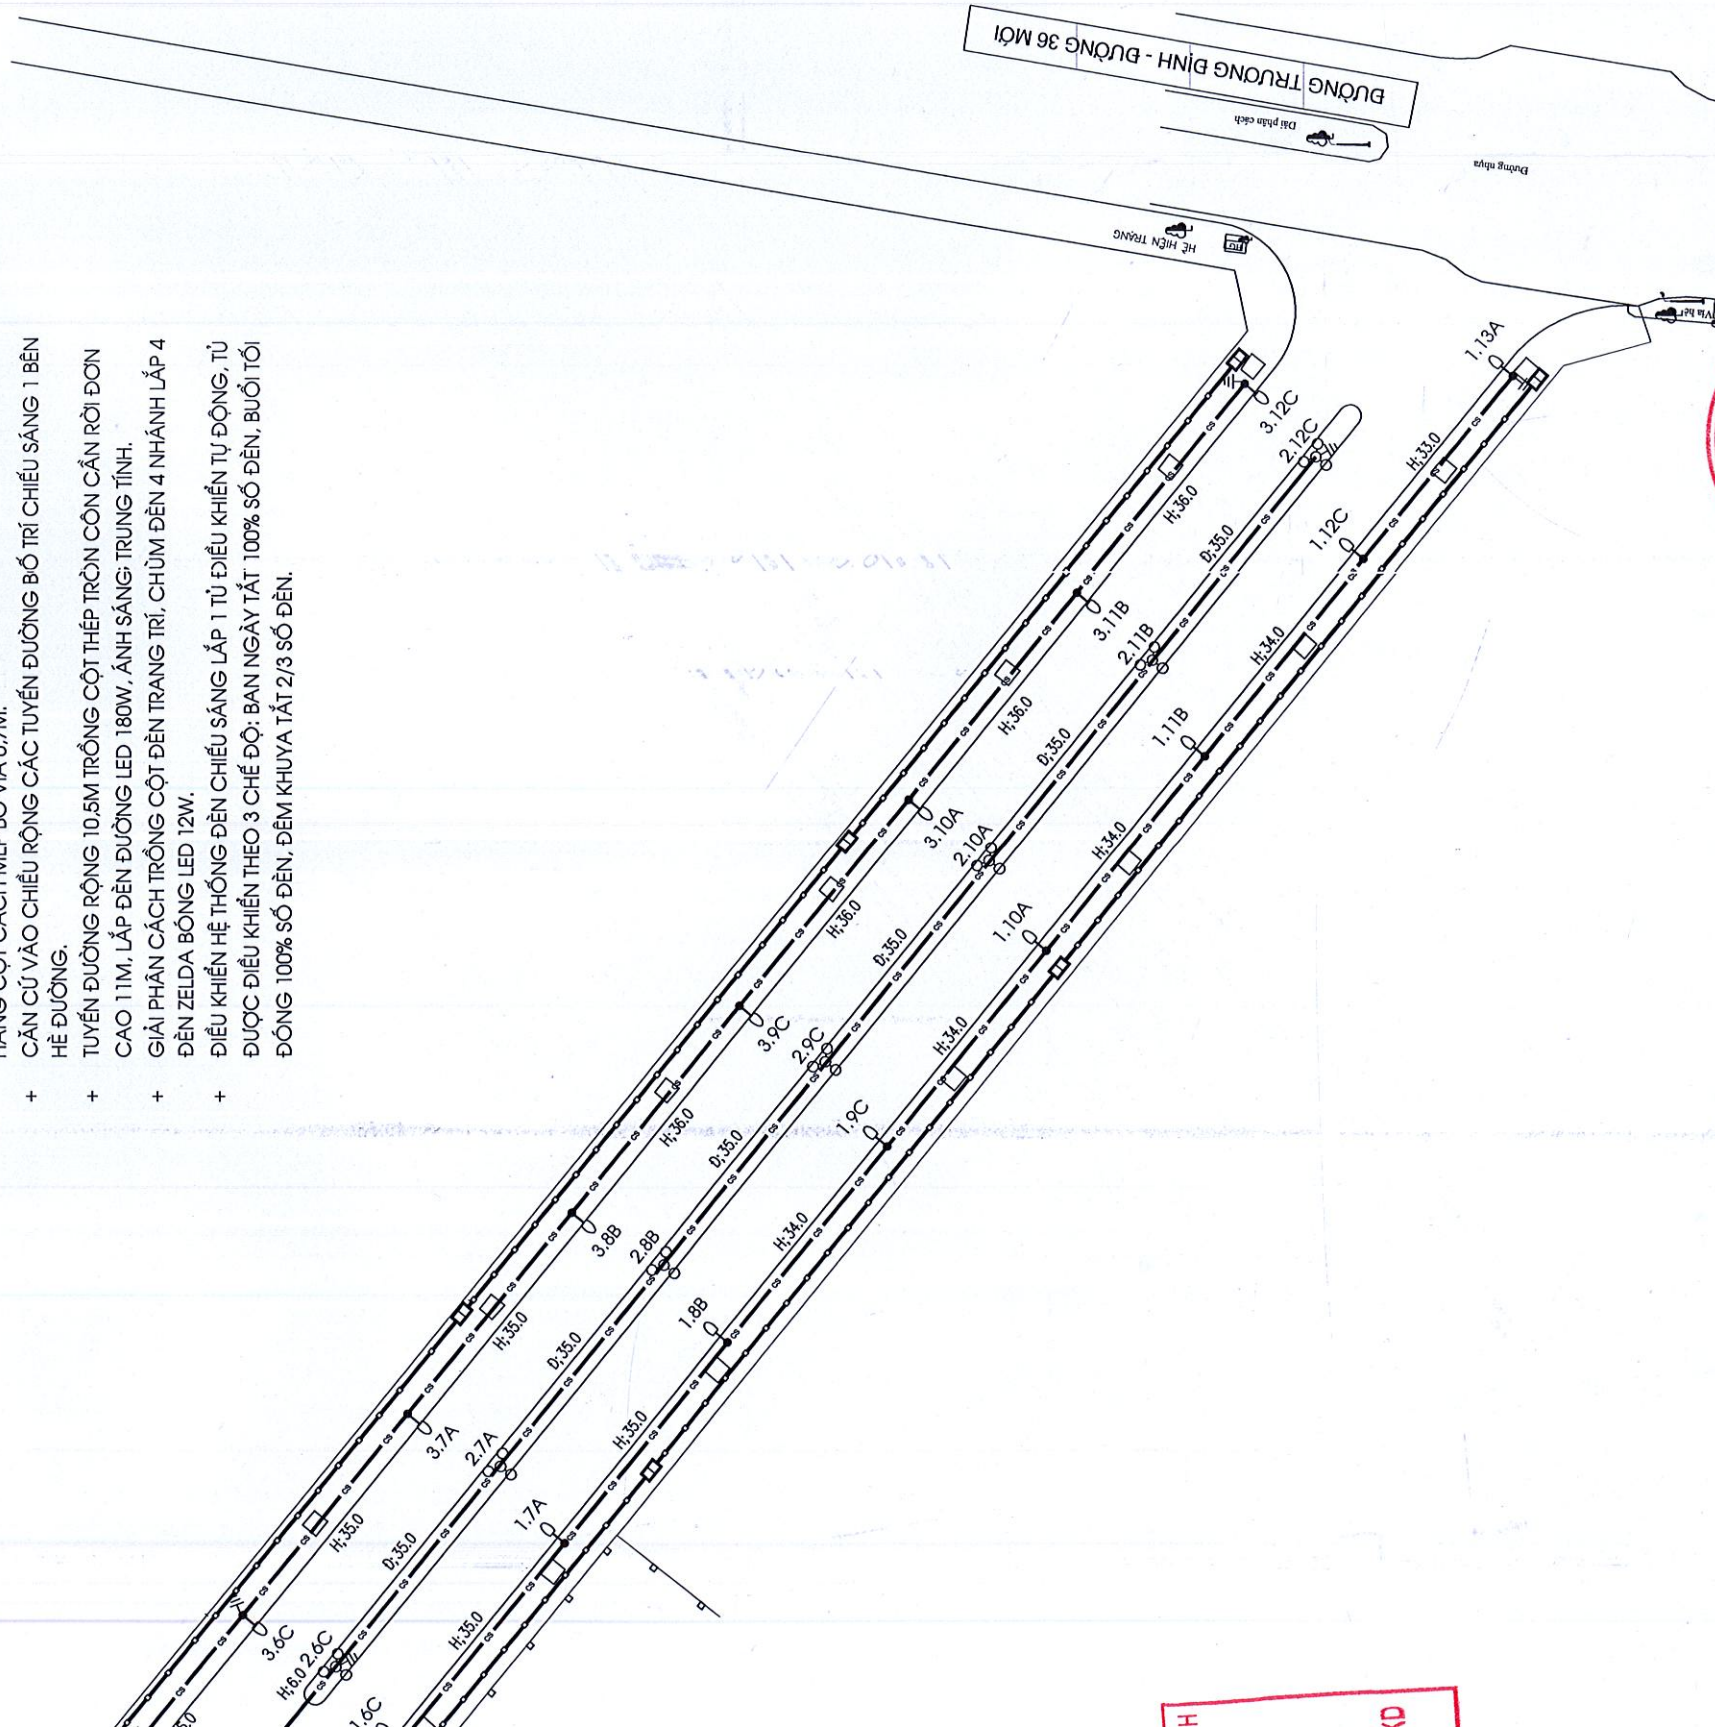 CĂN CỨ VÀO CHIỀU RỘNG CÁC TUYẾN ĐƯỜNG BỐ TRÍ CHIẾU SÁNG 1 BÊN
HÈ ĐƯỜNG.
+
TUYẾN ĐƯỜNG RỘNG 10.5M TRỒNG CỘT THÉP TRÒN CÔN CẦN RỜI ĐƠN
CAO 11M, LẮP ĐÈN ĐƯỜNG LED 180W, ÁNH SÁNG TRUNG TÍNH.
+
GIẢI PHÂN CÁCH TRỒNG CỘT ĐÈN TRANG TRÍ, CHÙM ĐÈN 4 NHÁNH LẮP 4
ĐÈN ZELDA BÓNG LED 12W.
+
ĐIỀU KHIỂN HỆ THỐNG ĐÈN CHIẾU SÁNG LẮP 1 TỦ ĐIỀU KHIỂN TỰ ĐỘNG, TỦ
ĐƯỢC ĐIỀU KHIỂN THEO 3 CHẾ ĐỘ: BAN NGÀY TẮT 100% SỐ ĐÈN, BUỔI TỐI
ĐÓNG 100% SỐ ĐÈN, ĐÊM KHUYA TẮT 2/3 SỐ ĐÈN.
+
ĐƯỜNG TRƯƠNG ĐỊNH - ĐƯỜNG 36 MỚI
Dải phân cách
Đường nhựa
HÈ HIỆN TRẠNG
HG
Vỉa hè
3.12C
H;36.0
3.11B
H;36.0
3.10A
H;36.0
3.9C
H;36.0
3.8B
H;35.0
3.7A
H;35.0
3.6C
2.12C
D;35.0
2.11B
D;35.0
2.10A
D;35.0
2.9C
D;35.0
2.8B
D;35.0
2.7A
D;35.0
2.6C
H;6.0
1.13A
H;33.0
1.12C
H;34.0
1.11B
H;34.0
1.10A
H;34.0
1.9C
H;34.0
1.8B
H;35.0
1.7A
H;35.0
1.6C
H
KD